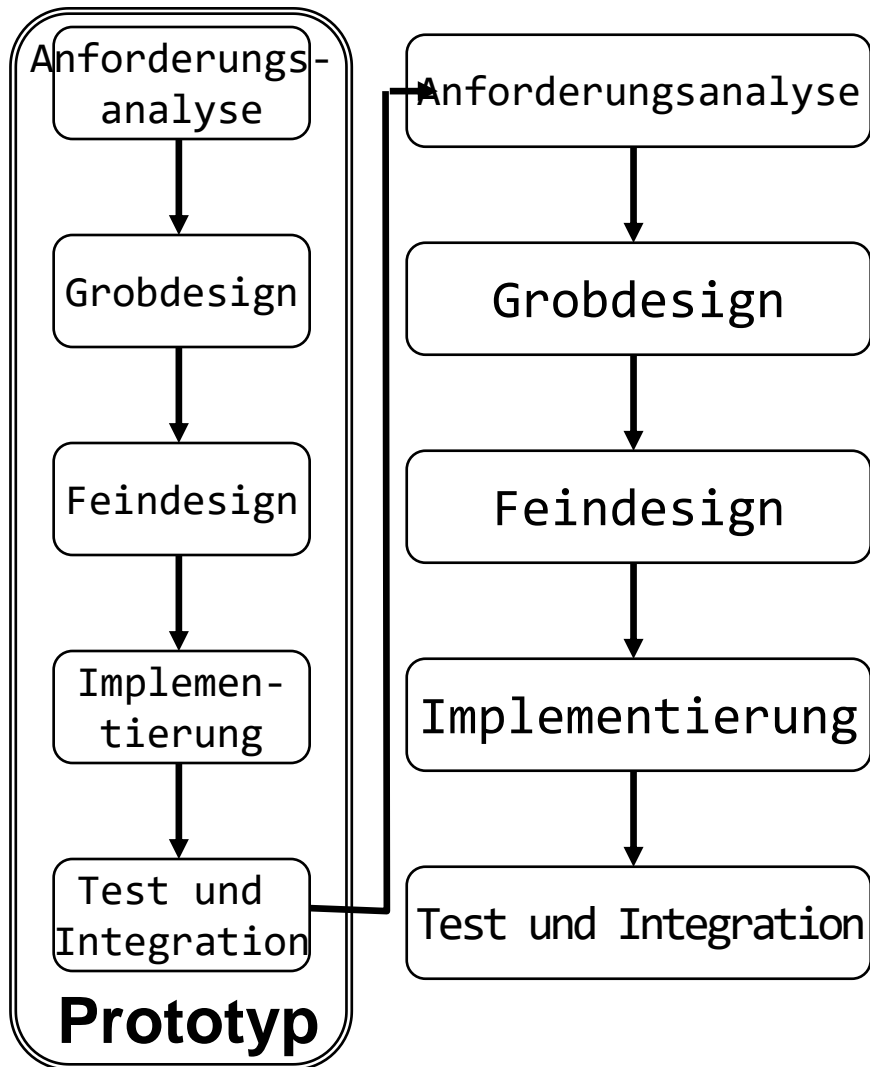 Anforderungs-
analyse
Grobdesign
Feindesign
Implemen-
tierung
Test und
Integration
Prototyp
Anforderungsanalyse
Grobdesign
Feindesign
Implementierung
Test und Integration